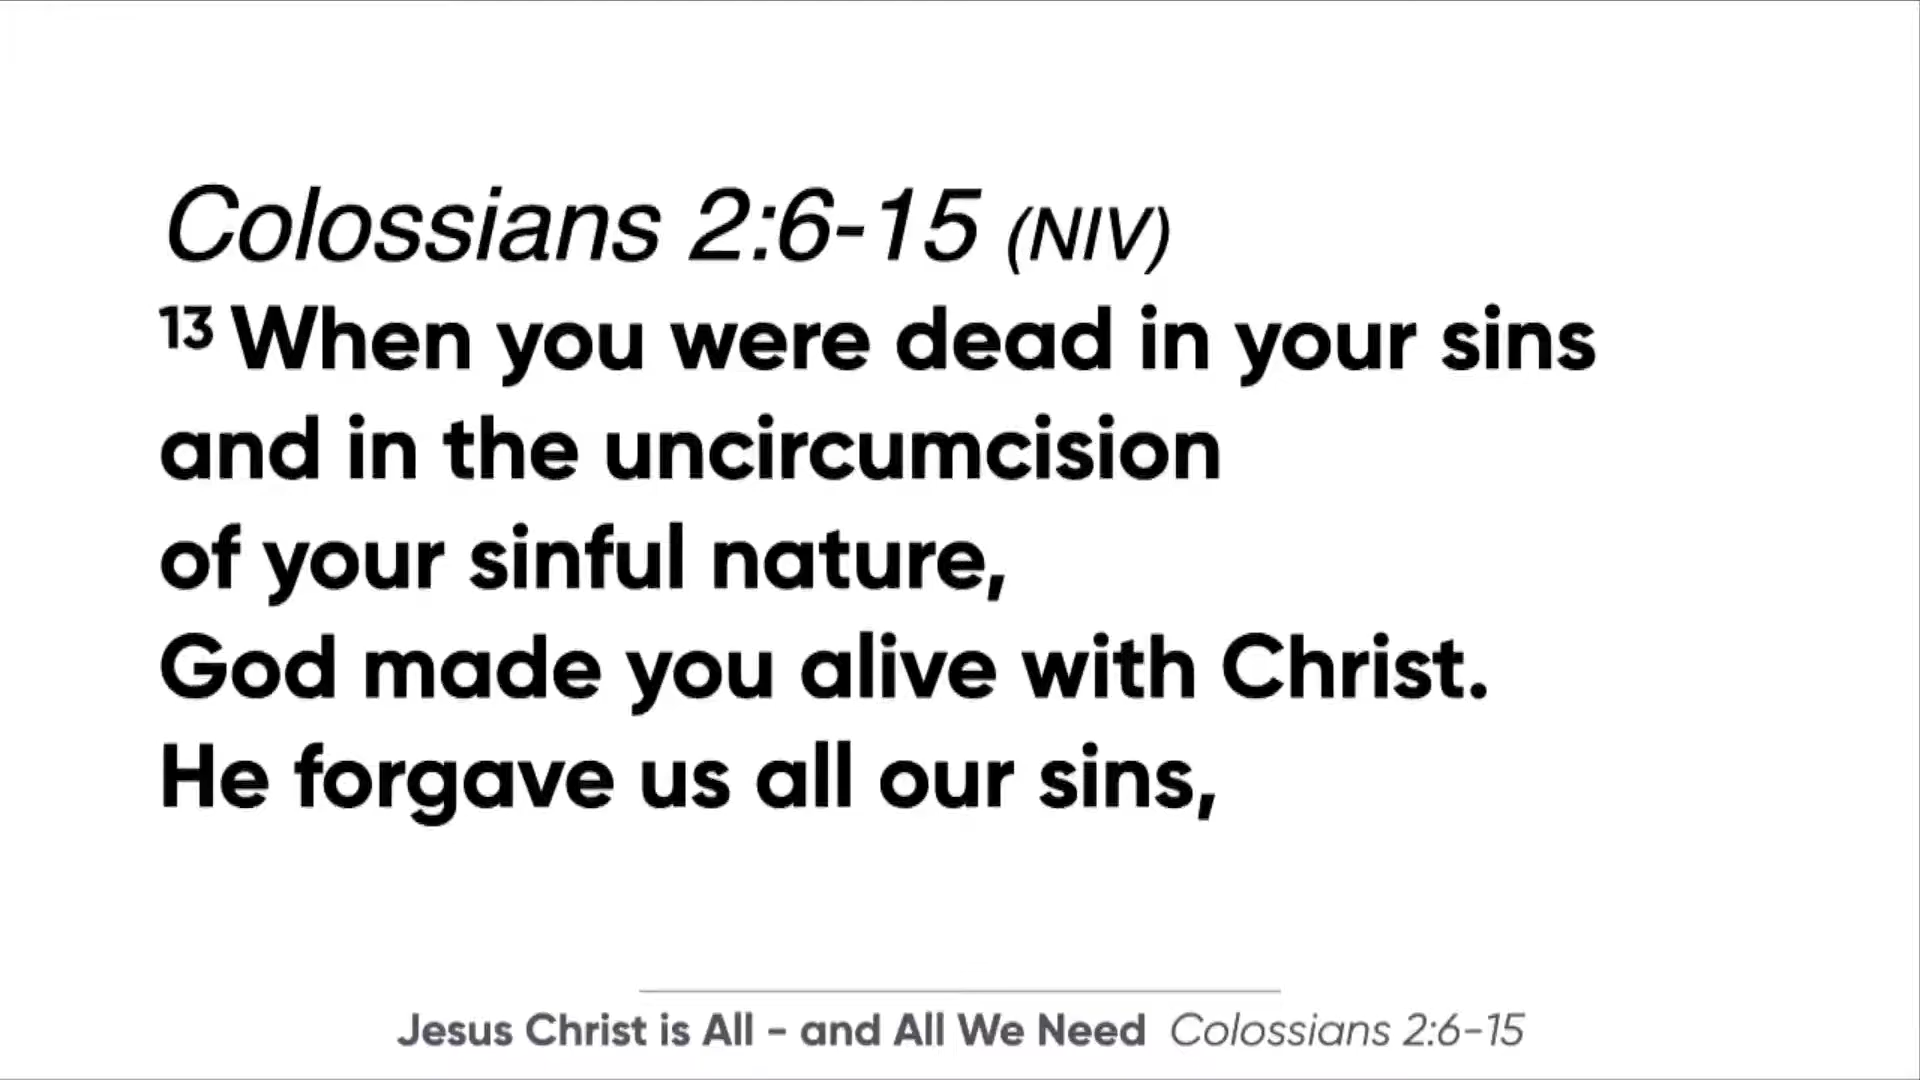 Colossians 2:6-15 (NIV)
¹³ When you were dead in your sins
and in the uncircumcision
of your sinful nature,
God made you alive with Christ.
He forgave us all our sins,
Jesus Christ is All – and All We Need Colossians 2:6–15